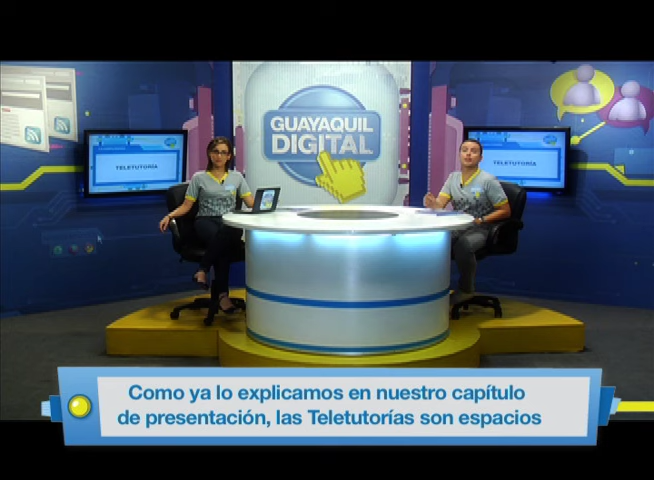 GUAYAQUIL
DIGITAL
TELETUTORÍA
TELETUTORÍA
Como ya lo explicamos en nuestro capítulo
de presentación, las Teletutorías son espacios